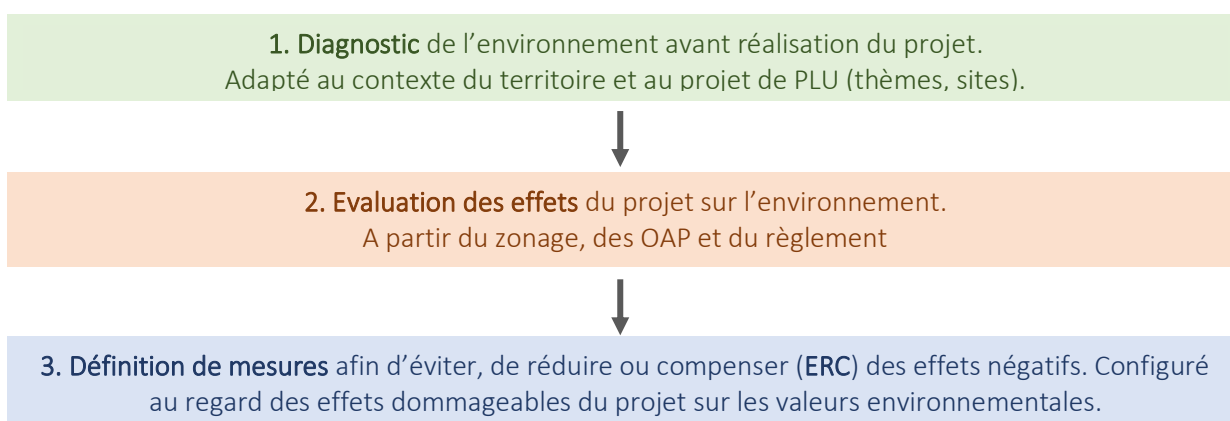 1. Diagnostic de l’environnement avant réalisation du projet.
Adapté au contexte du territoire et au projet de PLU (thèmes, sites).
2. Evaluation des effets du projet sur l’environnement.
A partir du zonage, des OAP et du règlement
3. Définition de mesures afin d’éviter, de réduire ou compenser (ERC) des effets négatifs. Configuré
au regard des effets dommageables du projet sur les valeurs environnementales.